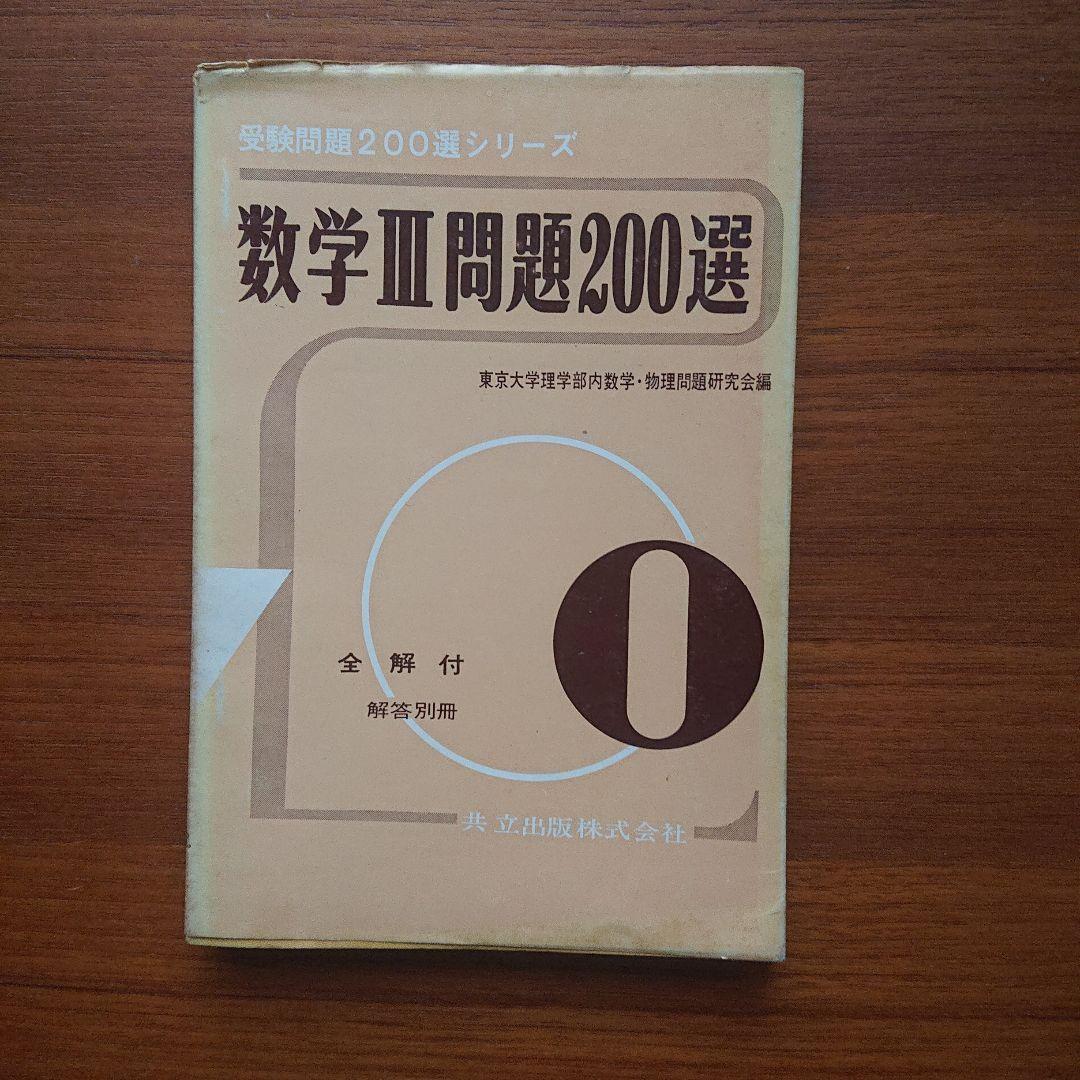 受験問題200選シリーズ
数学III問題200選
東京大学理学部内数学・物理問題研究会編
全解付
解答別冊
共立出版株式会社